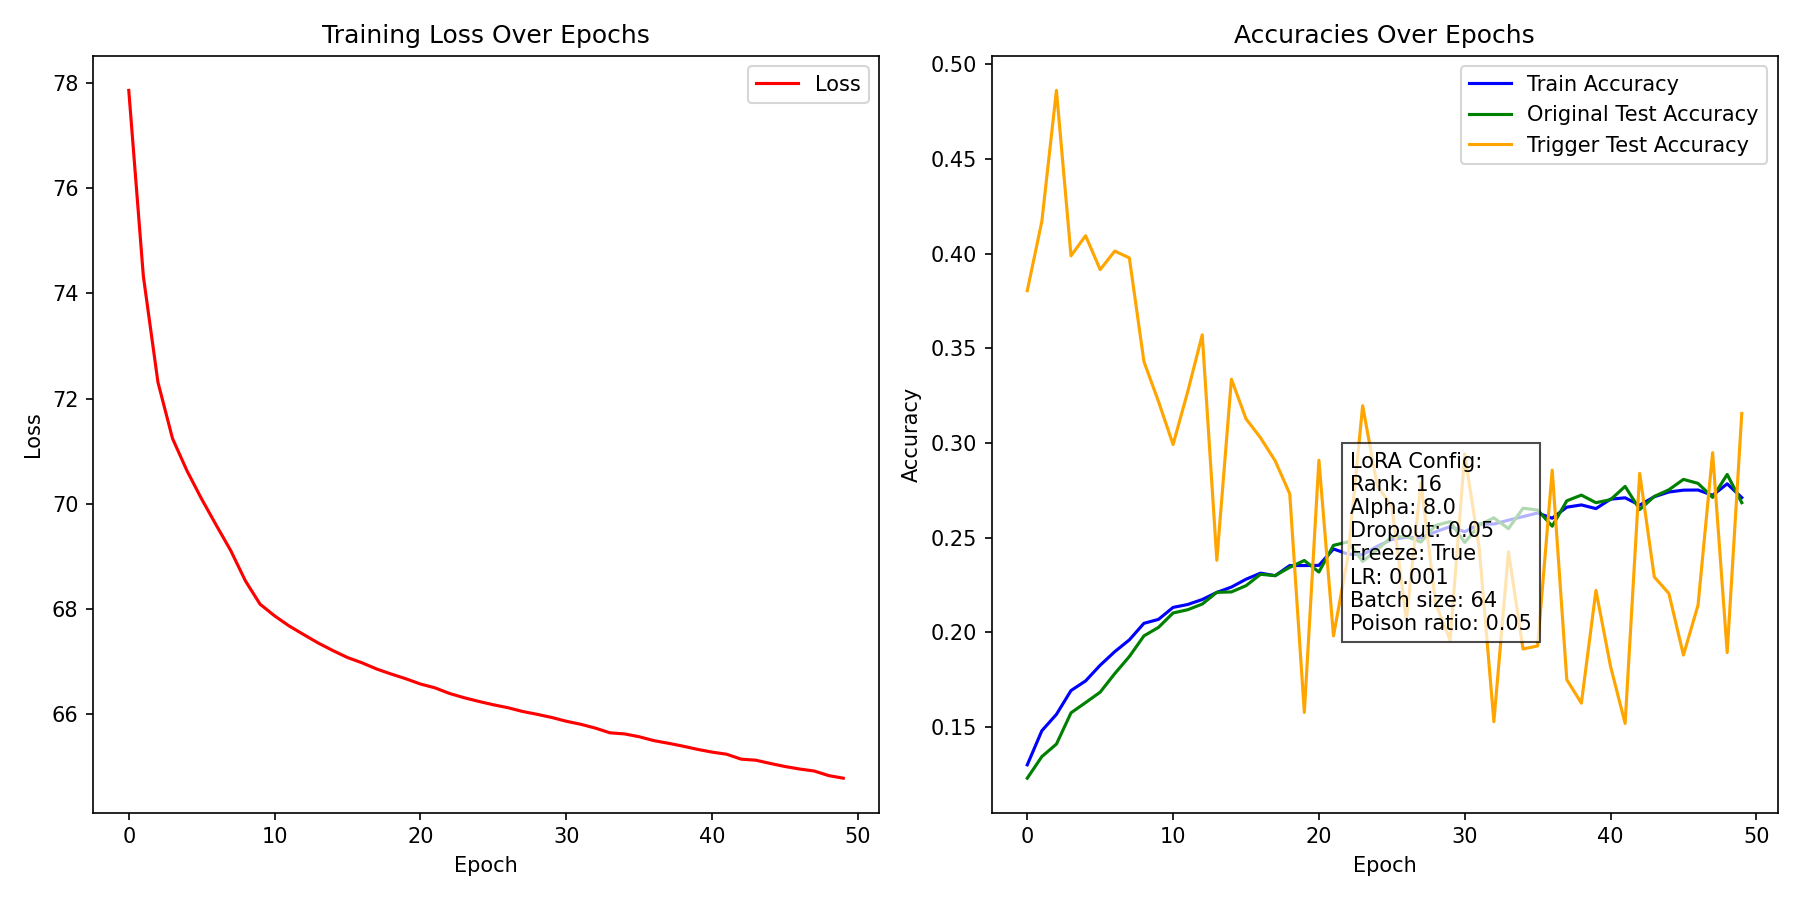 Training Loss Over Epochs
Loss
78
76
74
72
70
68
66
Loss
0
10
20
30
40
50
Epoch
Accuracies Over Epochs
Train Accuracy
Original Test Accuracy
Trigger Test Accuracy
0.50
0.45
0.40
0.35
0.30
0.25
0.20
0.15
Accuracy
LoRA Config:
Rank: 16
Alpha: 8.0
Dropout: 0.05
Freeze: True
LR: 0.001
Batch size: 64
Poison ratio: 0.05
0
10
20
30
40
50
Epoch